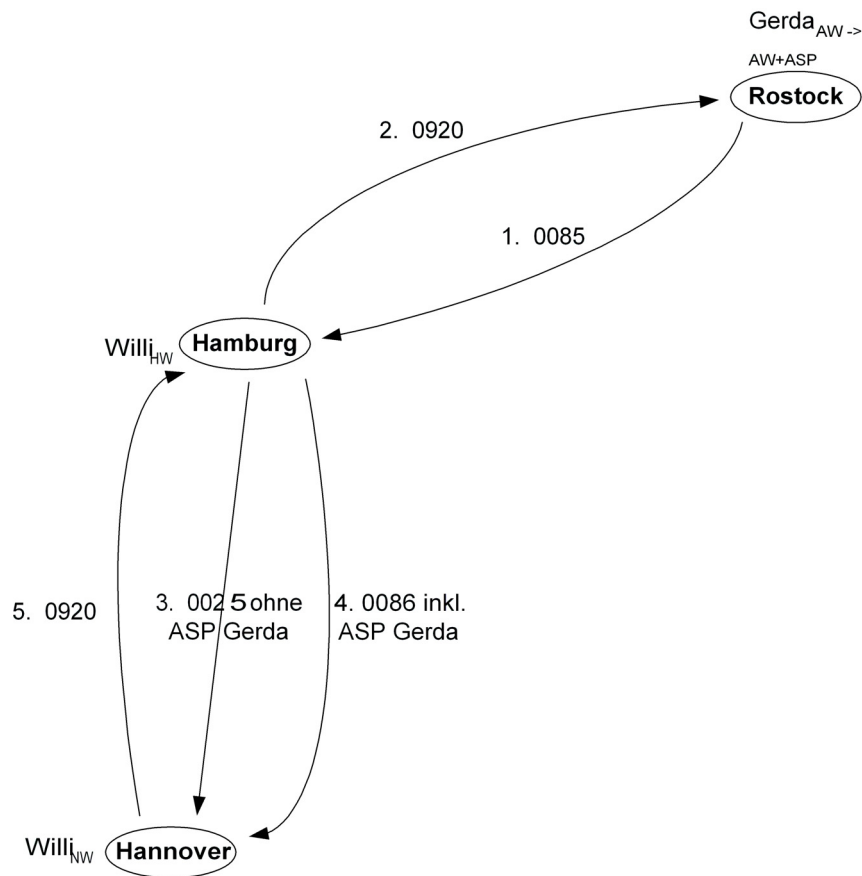 Gerda AW ->
AW+ASP
Rostock
2. 0920
1. 0085
Willi HW
Hamburg
5. 0920
3. 0025 ohne
ASP Gerda
4. 0086 inkl.
ASP Gerda
Willi NW
Hannover